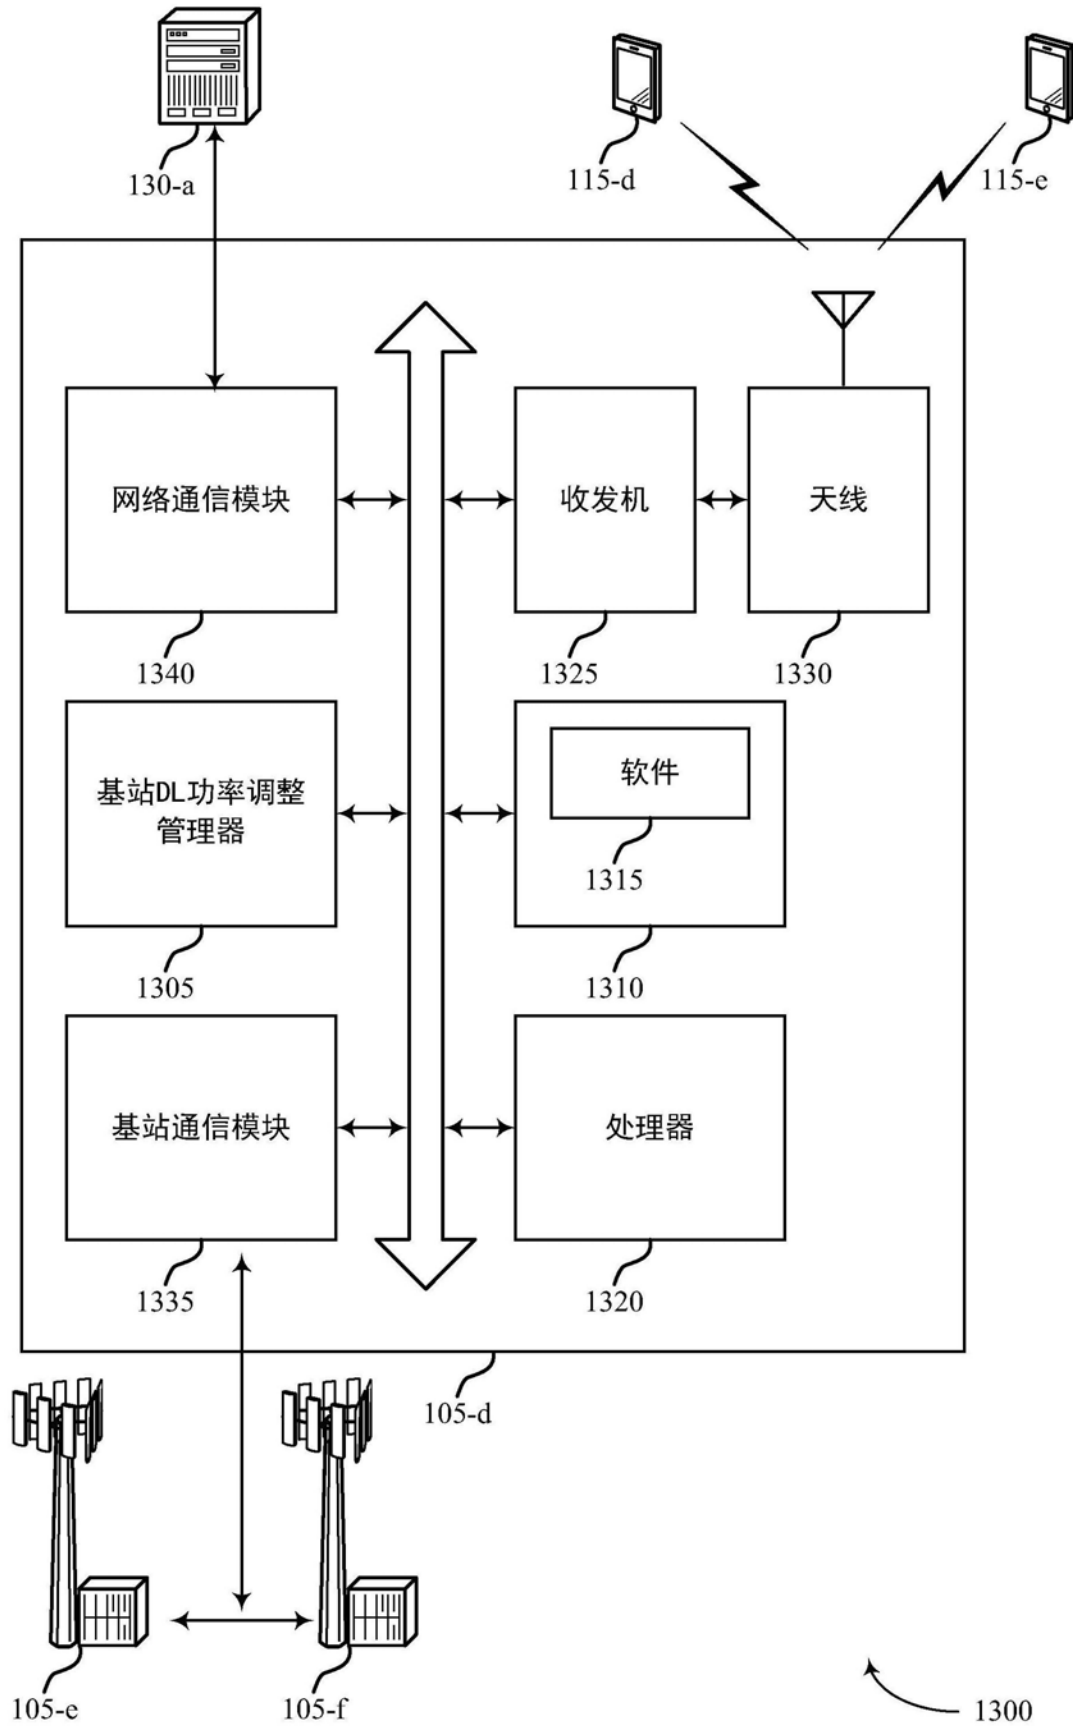 130-a
115-d
115-e
网络通信模块
收发机
天线
1340
1325
1330
基站DL功率调整
管理器
软件
1315
1305
1310
基站通信模块
处理器
1335
1320
105-d
105-e
105-f
1300